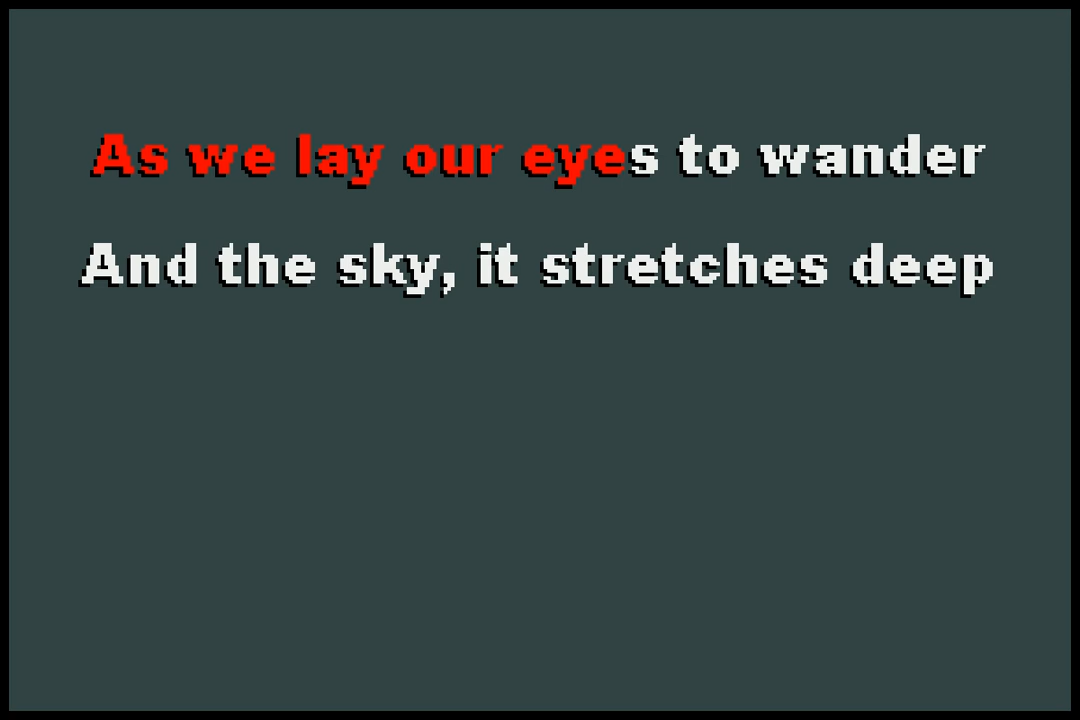 As we lay our eyes to wander
And the sky, it stretches deep